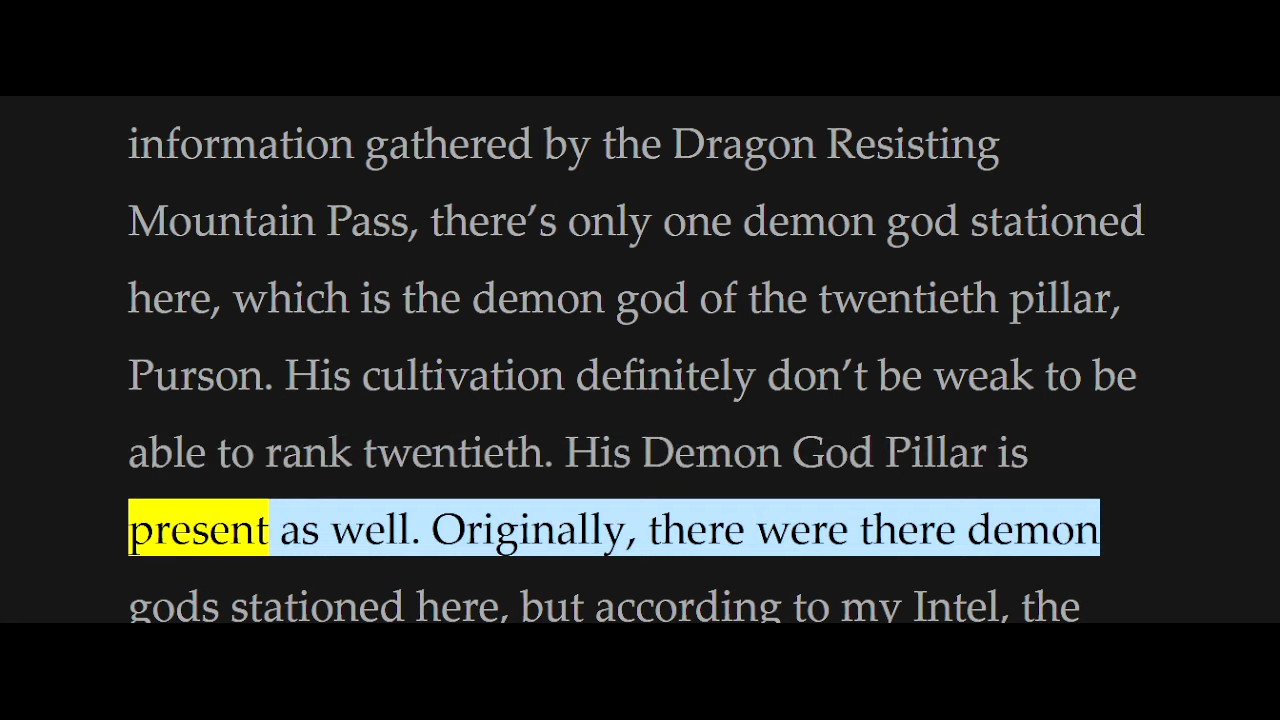 information gathered by the Dragon Resisting
Mountain Pass, there’s only one demon god stationed
here, which is the demon god of the twentieth pillar,
Purson. His cultivation definitely don’t be weak to be
able to rank twentieth. His Demon God Pillar is
present as well. Originally, there were there demon
gods stationed here, but according to my Intel, the